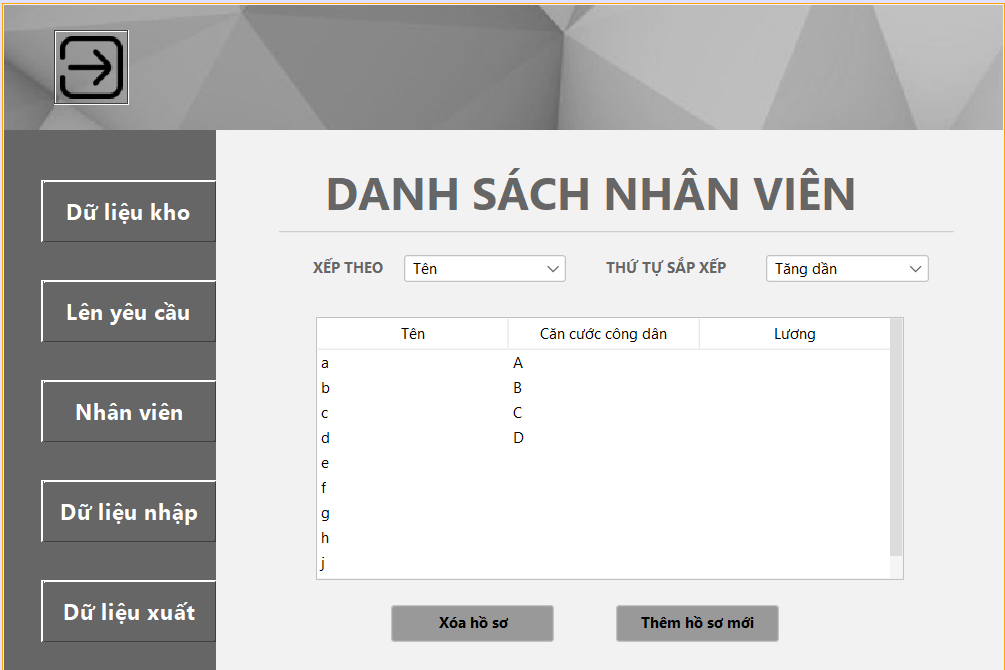 DANH SÁCH NHÂN VIÊN
Dữ liệu kho
Lên yêu cầu
Nhân viên
Dữ liệu nhập
Dữ liệu xuất
XẾP THEO Tên THỨ TỰ SẮP XẾP Tăng dần
Tên Căn cước công dân Lương
a A
b B
c C
d D
e
f
g
h
j
Xóa hồ sơ Thêm hồ sơ mới